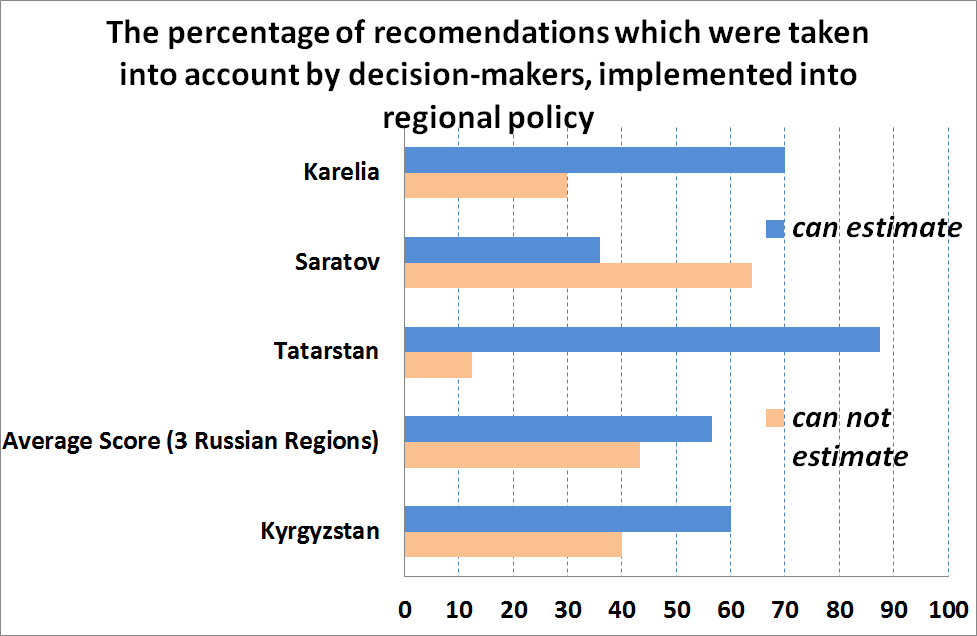 The percentage of recomendations which were taken
into account by decision-makers, implemented into
regional policy
Karelia
can estimate
Saratov
Tatarstan
can not
estimate
Average Score (3 Russian Regions)
Kyrgyzstan
0 10 20 30 40 50 60 70 80 90 100